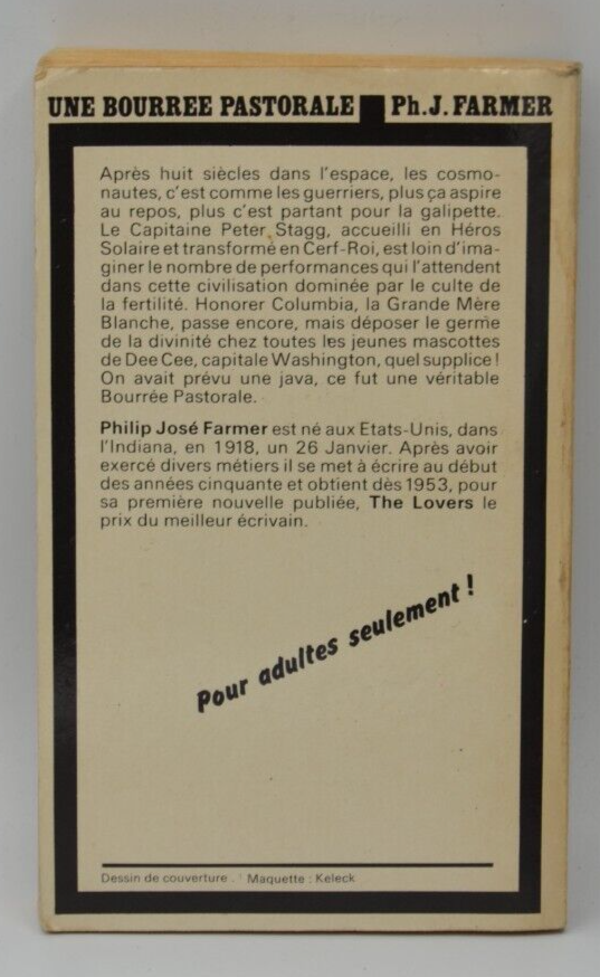 UNE BOURREE PASTORALE Ph.J. FARMER
Après huit siècles dans l'espace, les cosmo-
nautes, c'est comme les guerriers, plus ça aspire
au repos, plus c'est partant pour la galipette.
Le Capitaine Peter Stagg, accueilli en Héros
Solaire et transformé en Cerf-Roi, est loin d'ima-
giner le nombre de performances qui l'attendent
dans cette civilisation dominée par le culte de
la fertilité. Honorer Columbia, la Grande Mère
Blanche, passe encore, mais déposer le germe
de la divinité chez toutes les jeunes mascottes
de Dee Cee, capitale Washington, quel supplice !
On avait prévu une java, ce fut une véritable
Bourrée Pastorale.
Philip José Farmer est né aux Etats-Unis, dans
l'Indiana, en 1918, un 26 Janvier. Après avoir
exercé divers métiers il se met à écrire au début
des années cinquante et obtient dès 1953, pour
sa première nouvelle publiée, The Lovers le
prix du meilleur écrivain.
Pour adultes seulement !
Dessin de couverture . Maquette : Keleck